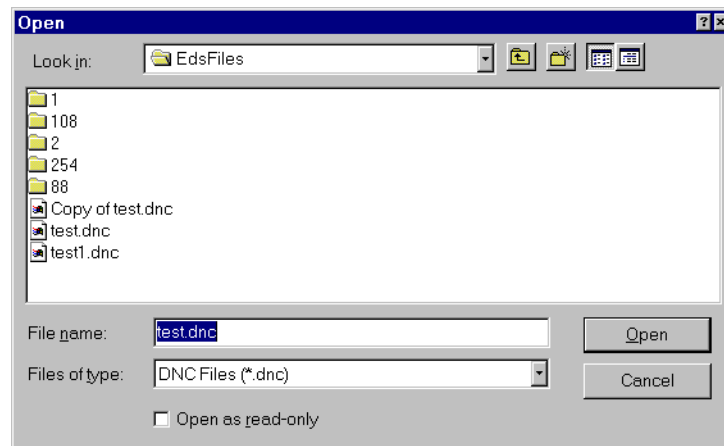 Open
Look in: EdsFiles
1
108
2
254
88
Copy of test.dnc
test.dnc
test1.dnc
File name: test.dnc Open
Files of type: DNC Files (*.dnc) Cancel
Open as read-only